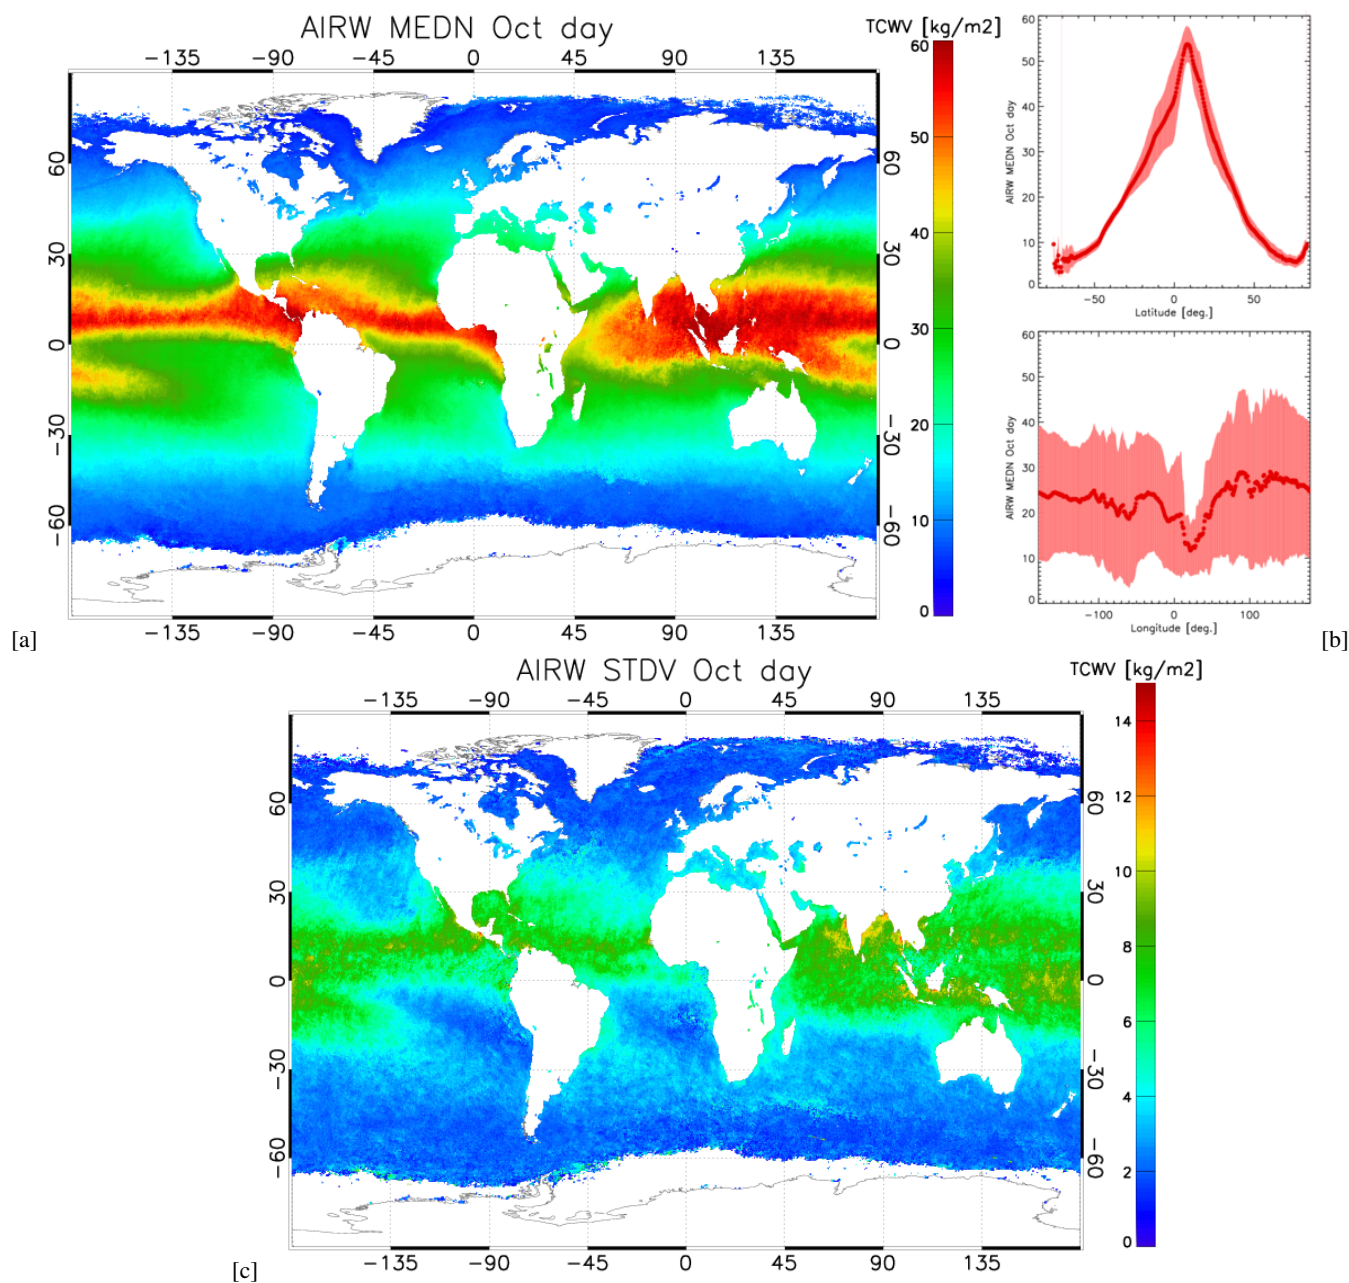 AIRW MEDN Oct day
TCWV [kg/m2]
−135 −90 −45 0 45 90 135
60 30 0 −30 −60
60 30 0 −30 −60
−135 −90 −45 0 45 90 135
60
50
40
30
20
10
0
[a]
AIRW MEDN Oct day
60
50
40
30
20
10
0
−50 0 50
Latitude [deg.]
AIRW MEDN Oct day
60
50
40
30
20
10
0
−100 0 100
Longitude [deg.]
[b]
AIRW STDV Oct day
TCWV [kg/m2]
−135 −90 −45 0 45 90 135
60 30 0 −30 −60
60 30 0 −30 −60
−135 −90 −45 0 45 90 135
14
12
10
8
6
4
2
0
[c]